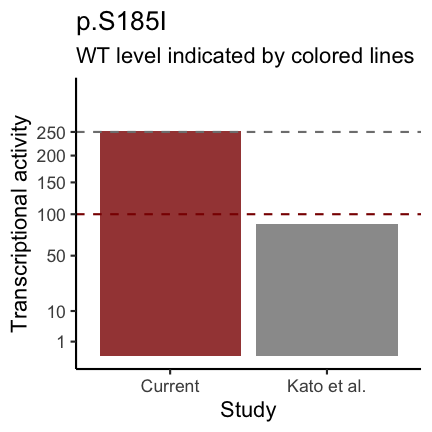 p.S185I
WT level indicated by colored lines
Transcriptional activity
250
200
150
100
50
10
1
Current
Kato et al.
Study